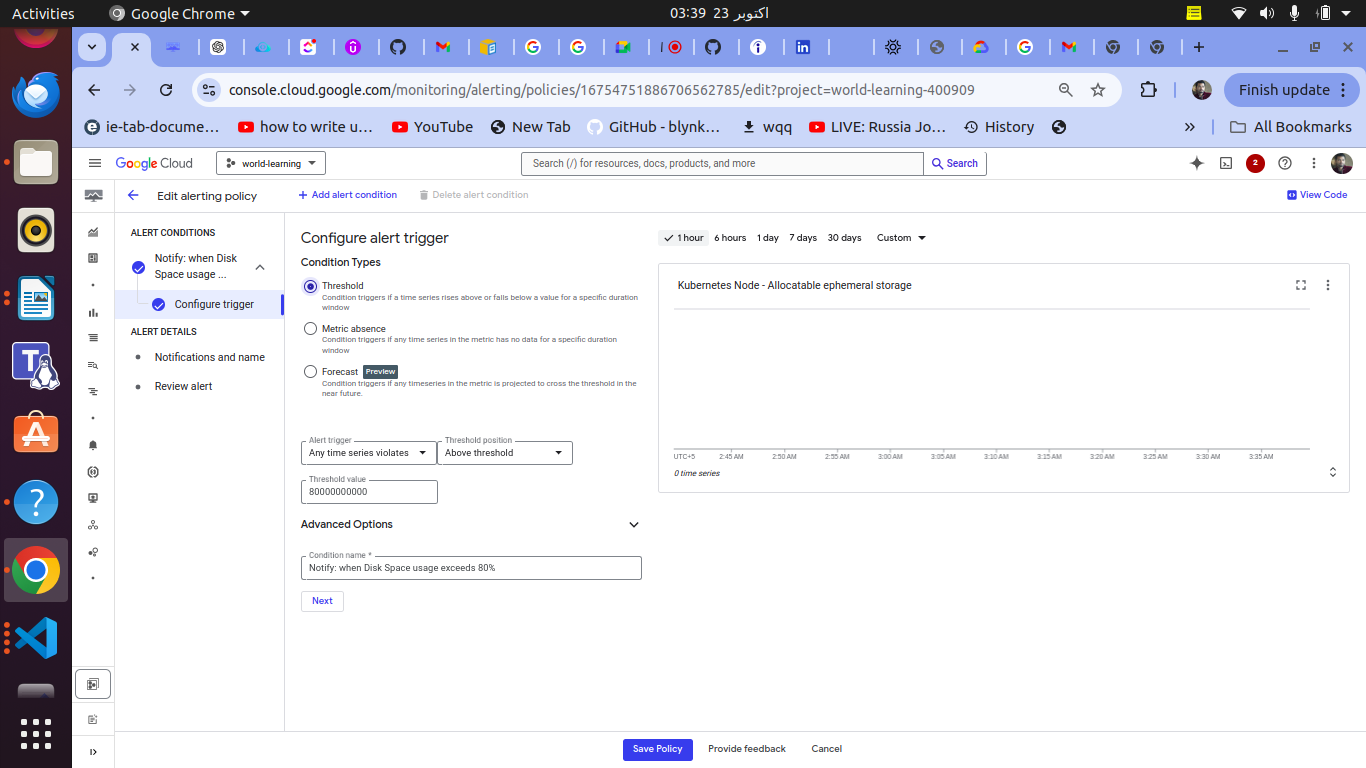 Activities
Google Chrome
03:39 23 اکتوبر
console.cloud.google.com/monitoring/alerting/policies/16754751886706562785/edit?project=world-learning-400909
Finish update
ie-tab-docume...
how to write u...
YouTube
New Tab
GitHub - blynk...
wqq
LIVE: Russia Jo...
History
»
All Bookmarks
Google Cloud
world-learning
Search (/) for resources, docs, products, and more
Search
2
Edit alerting policy
Add alert condition
Delete alert condition
View Code
ALERT CONDITIONS
Notify: when Disk
Space usage ...
Configure trigger
ALERT DETAILS
Notifications and name
Review alert
Configure alert trigger
Condition Types
Threshold
Condition triggers if a time series rises above or falls below a value for a specific duration
window
Metric absence
Condition triggers if any time series in the metric has no data for a specific duration
window
Forecast Preview
Condition triggers if any timeseries in the metric is projected to cross the threshold in the
near future.
Alert trigger
Any time series violates
Threshold position
Above threshold
Threshold value
80000000000
Advanced Options
Condition name *
Notify: when Disk Space usage exceeds 80%
Next
1 hour 6 hours 1 day 7 days 30 days Custom
Kubernetes Node - Allocatable ephemeral storage
UTC+5 2:45 AM 2:50 AM 2:55 AM 3:00 AM 3:05 AM 3:10 AM 3:15 AM 3:20 AM 3:25 AM 3:30 AM 3:35 AM
0 time series
Save Policy
Provide feedback
Cancel